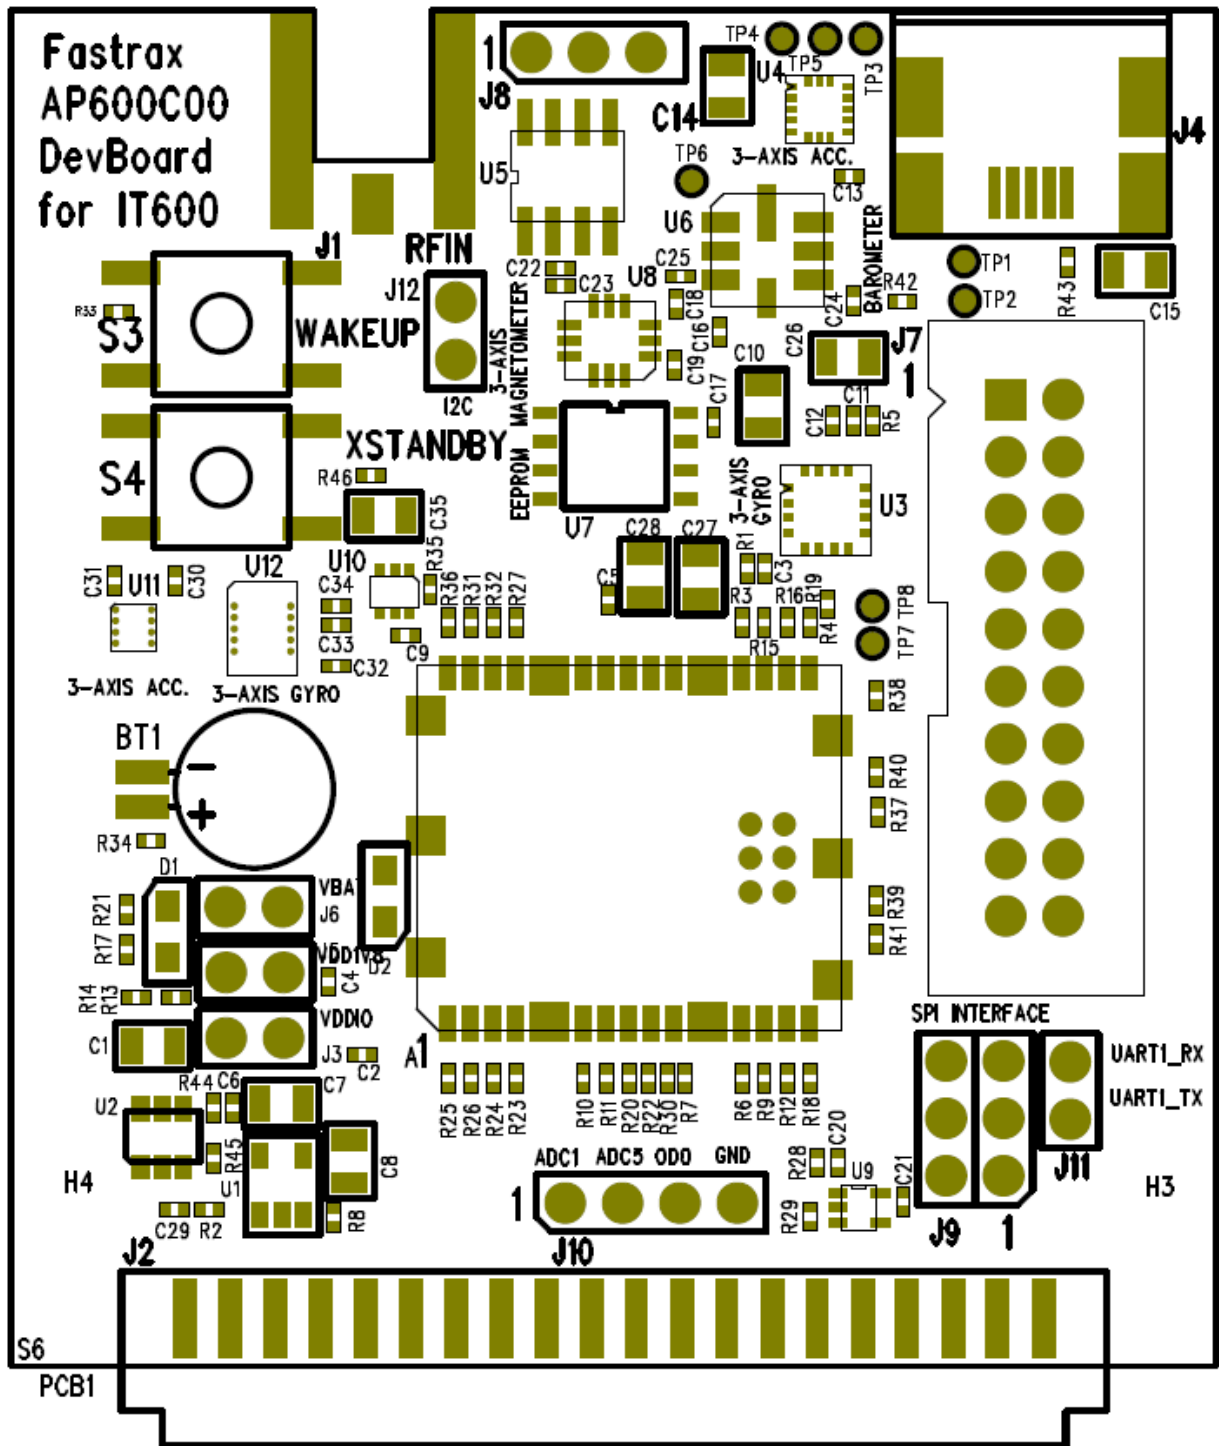 Fastrax
AP600C00
DevBoard
for IT600
1
J8
C14
TP4
TP5
TP3
U4
3-AXIS ACC.
C13
J4
U5
TP6
U6
BAROMETER
J1
RFIN
J12
C22
C23
C25
U8
C18
C24
R42
TP1
TP2
R43
C15
R33
S3
WAKEUP
3-AXIS
MAGNETOMETER
I2C
C16
C19
C26
J7
1
C10
C17
C12
C11
R5
S4
XSTANDBY
R46
EEPROM
U7
3-AXIS
GYRO
U3
C35
C28
C27
R1
C3
C31
U11
C30
U12
U10
C34
C33
C32
R35
C9
R36
R31
R32
R27
C5
R3
R15
R16
R19
R4
TP8
TP7
3-AXIS ACC.
3-AXIS GYRO
R38
BT1
−
+
R40
R37
R34
D1
R21
R17
VBAT
J6
J5
VDD1V8
D2
C4
R39
R41
R14
R13
VDDIO
J3
C1
C2
A1
SPI INTERFACE
UART1_RX
UART1_TX
J11
R44
C6
C7
U2
R45
U1
C8
R25
R26
R24
R23
R10
R11
R20
R22
R30
R7
R6
R9
R12
R18
H4
C29
R2
R8
ADC1
ADC5
ODO
GND
1
J10
R28
C20
U9
C21
R29
J9
1
H3
J2
S6
PCB1